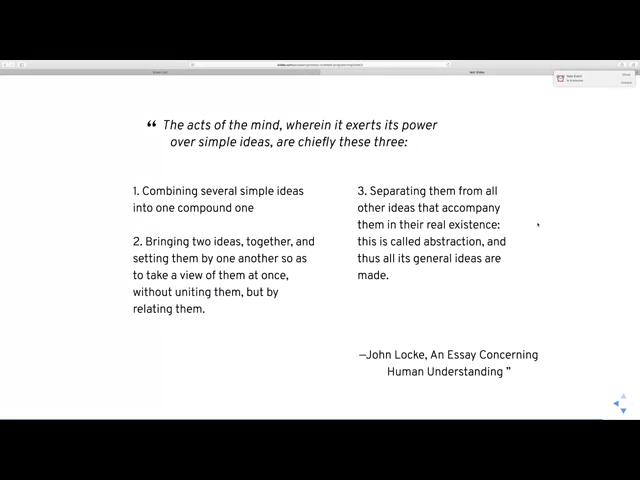 “ The acts of the mind, wherein it exerts its power
over simple ideas, are chiefly these three:
1. Combining several simple ideas
into one compound one
2. Bringing two ideas, together, and
setting them by one another so as
to take a view of them at once,
without uniting them, but by
relating them.
3. Separating them from all
other ideas that accompany
them in their real existence:
this is called abstraction, and
thus all its general ideas are
made.
—John Locke, An Essay Concerning
Human Understanding ”